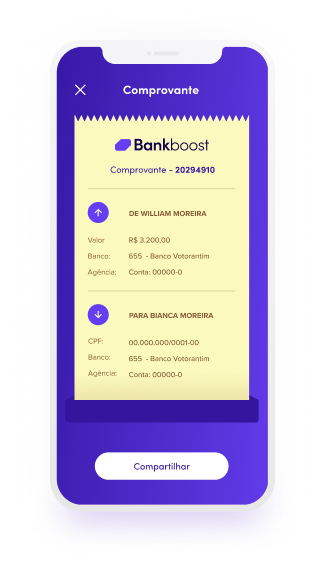 Comprovante
Bankboost
Comprovante - 20294910
DE WILLIAM MOREIRA
Valor R$ 3.200,00
Banco: 655 - Banco Votorantim
Agência: Conta: 00000-0
PARA BIANCA MOREIRA
CPF: 00.000.000/0001-00
Banco: 655 - Banco Votorantim
Agência: Conta: 00000-0
Compartilhar